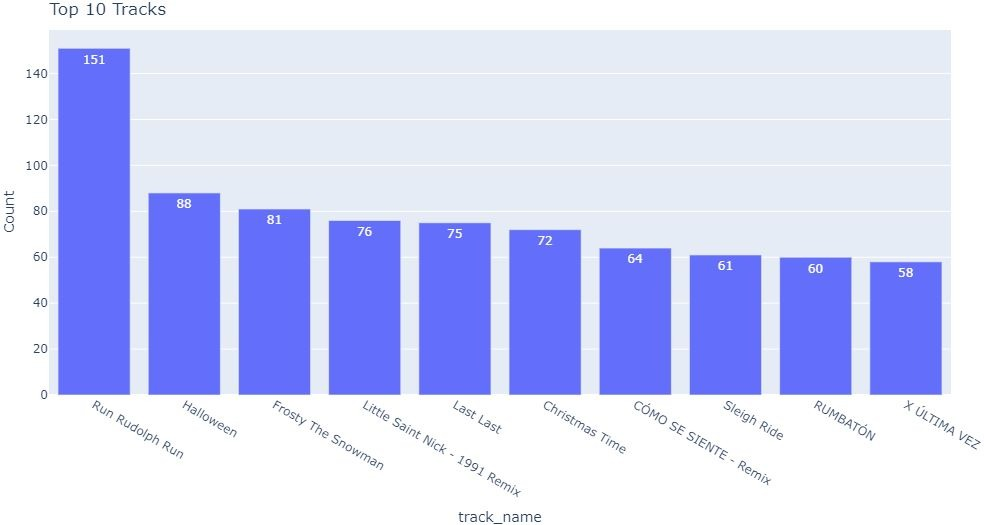 Top 10 Tracks
Count
140
120
100
80
60
40
20
0
151
88
81
76
75
72
64
61
60
58
Run Rudolph Run
Halloween
Frosty The Snowman
Little Saint Nick - 1991 Remix
Last Last
Christmas Time
CÓMO SE SIENTE - Remix
Sleigh Ride
RUMBATÓN
X ÚLTIMA VEZ
track_name